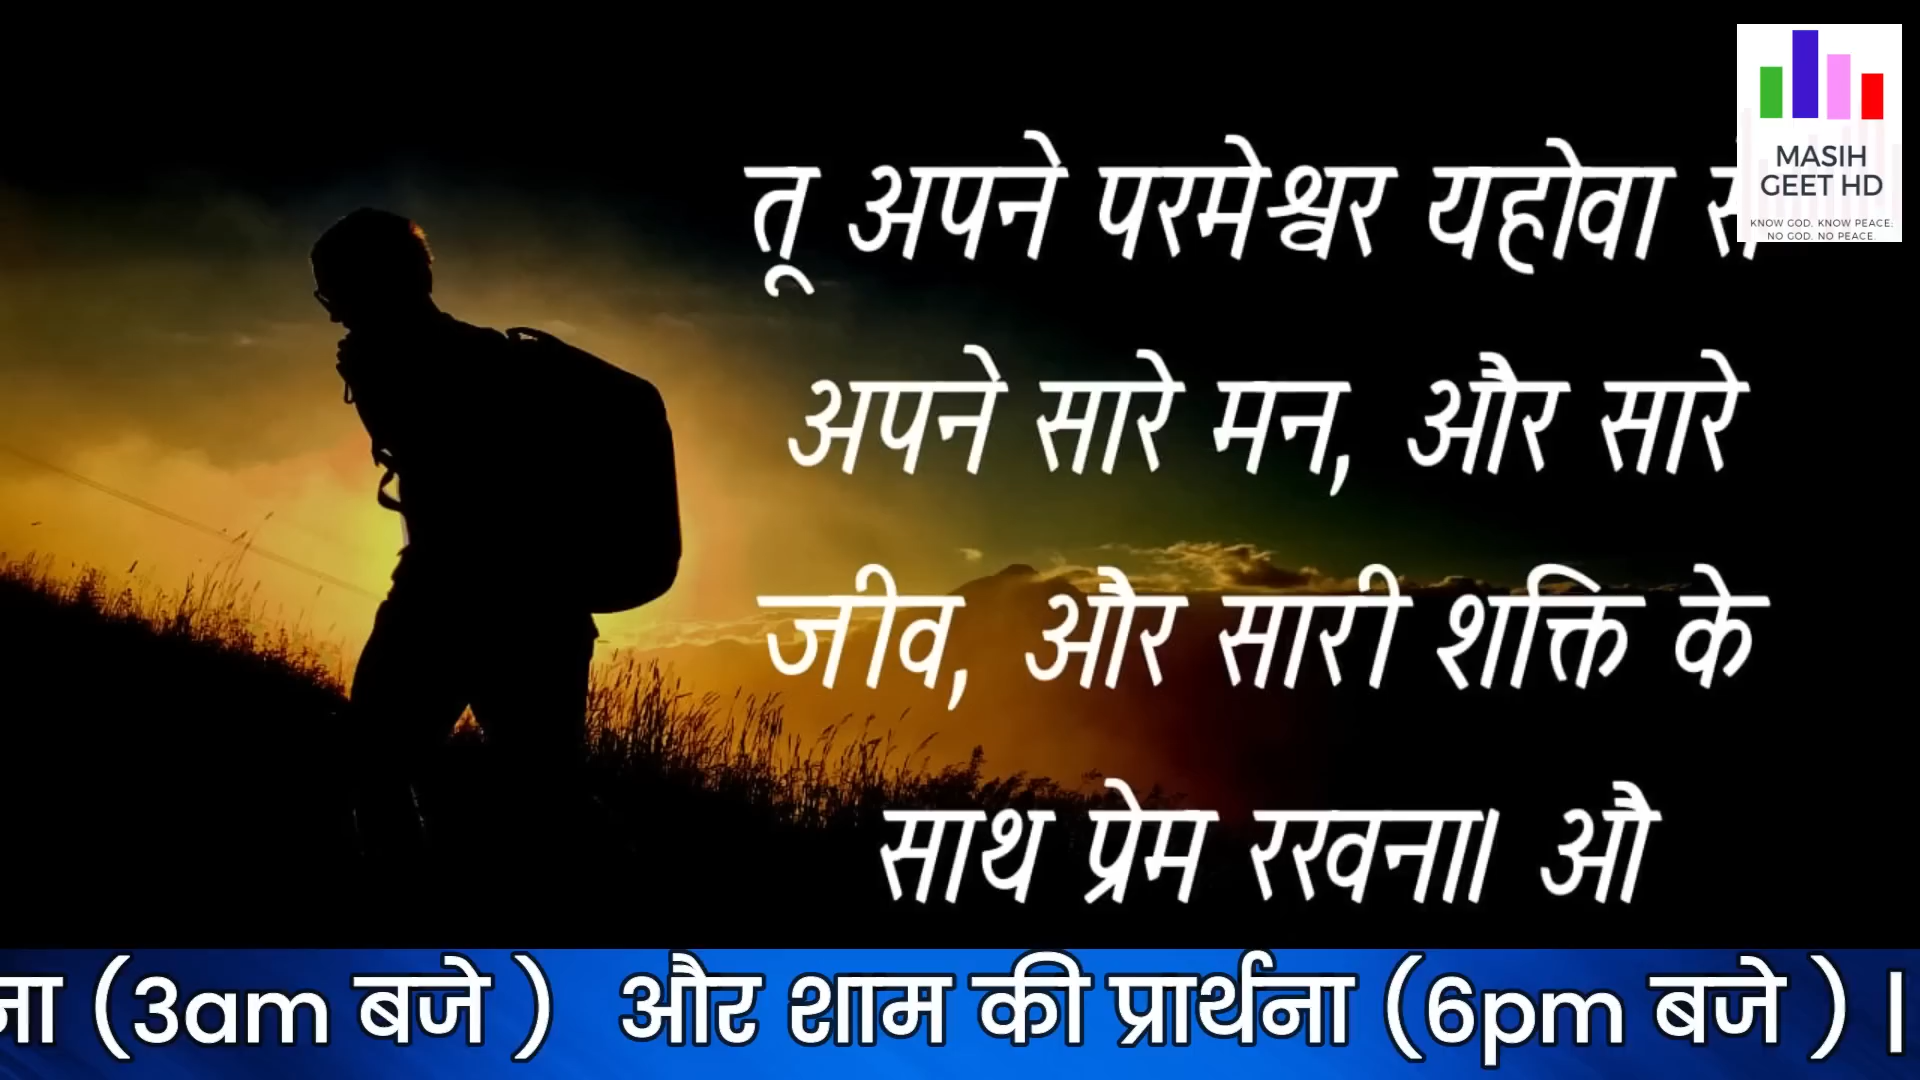 तू अपने परमेश्वर यहोवा
अपने सारे मन, और सारे
जीव, और सारी शक्ति के
साथ प्रेम रखना। औ
MASIH
GEET HD
KNOW GOD. KNOW PEACE.
NO GOD. NO PEACE
(3am बजे ) और शाम की प्रार्थना (6pm बजे ) |